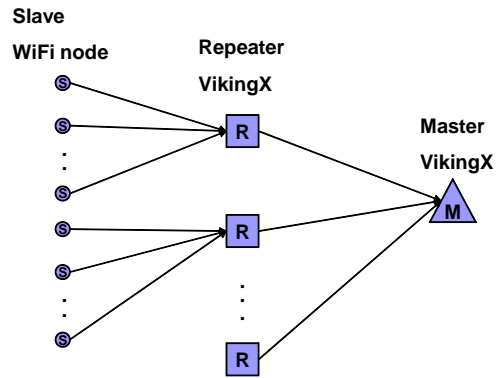 Slave
WiFi node
Repeater
VikingX
Master
VikingX
S
S
:
S
S
S
:
S
R
R
:
R
M